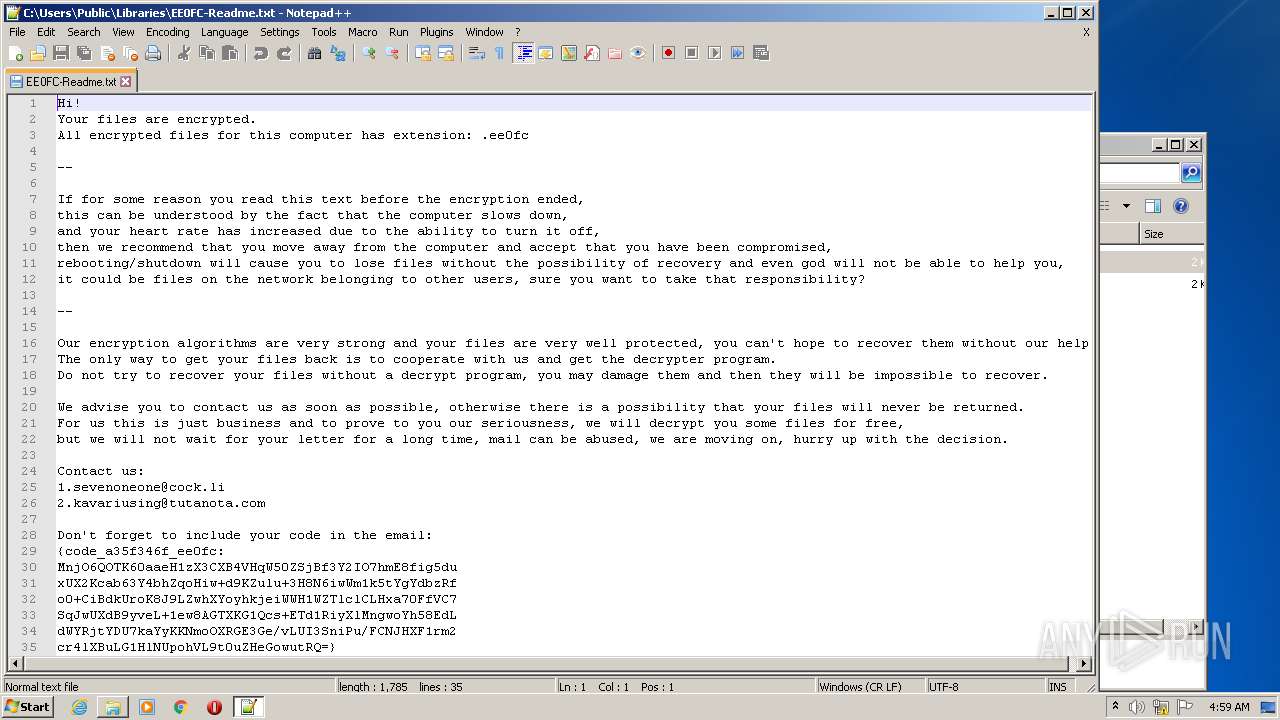 C:\Users\Public\Libraries\EE0FC-Readme.txt - Notepad++
File Edit Search View Encoding Language Settings Tools Macro Run Plugins Window ? X
EE0FC-Readme.txt
1 Hi!
2 Your files are encrypted.
3 All encrypted files for this computer has extension: .ee0fc
4
5 --
6
7 If for some reason you read this text before the encryption ended,
8 this can be understood by the fact that the computer slows down,
9 and your heart rate has increased due to the ability to turn it off,
10 then we recommend that you move away from the computer and accept that you have been compromised,
11 rebooting/shutdown will cause you to lose files without the possibility of recovery and even god will not be able to help you,
12 it could be files on the network belonging to other users, sure you want to take that responsibility?
13
14 --
15
16 Our encryption algorithms are very strong and your files are very well protected, you can't hope to recover them without our help
17 The only way to get your files back is to cooperate with us and get the decrypter program.
18 Do not try to recover your files without a decrypt program, you may damage them and then they will be impossible to recover.
19
20 We advise you to contact us as soon as possible, otherwise there is a possibility that your files will never be returned.
21 For us this is just business and to prove to you our seriousness, we will decrypt you some files for free,
22 but we will not wait for your letter for a long time, mail can be abused, we are moving on, hurry up with the decision.
23
24 Contact us:
25 1.sevenoneone@cock.li
26 2.kavariusing@tutanota.com
27
28 Don't forget to include your code in the email:
29 {code_a35f346f_ee0fc:
30 MnjO6QOTK60aaeH1zX3CXE4VHqW5OZSjBf3Y2IO7hmE8fig5du
31 xUX2Kcab63Y4bhZqoHiw+d9KZulu+3H8N6iwWm1k5tYgYdbzRf
32 oO+CiBdkUroK8J9LZwhXYoyhkjeiWWH1WZTlclCLHxa7OFfVC7
33 SqJwUXdB9yveL+1ew8AGTXKG1Qcs+ETd1RiyXlMngwoYh58EdL
34 dWYRjtYDU7kaYyKKNmoOXRGE3Ge/vLUI3SniPu/FCNJHXF1rm2
35 cr4lXBuLG1HlNUpohVL9tOuZHeGowutRQ=}
Normal text file length : 1,785 lines : 35 Ln : 1 Col : 1 Pos : 1 Windows (CR LF) UTF-8 INS
Size
2
2
ANY RUN
Start
4:59 AM